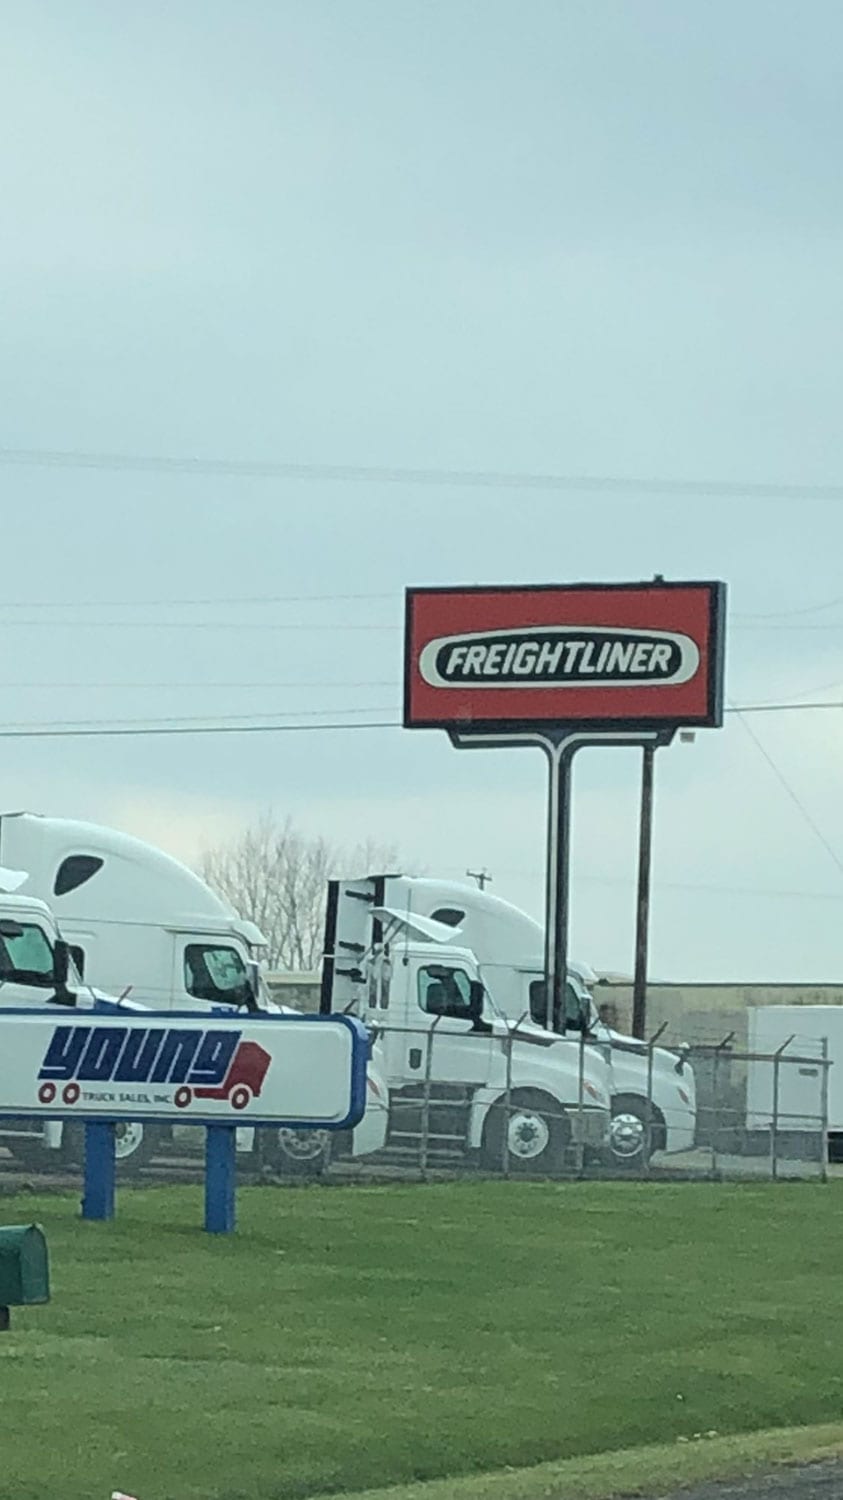 FREIGHTLINER
young
TRUCK SALES, INC.